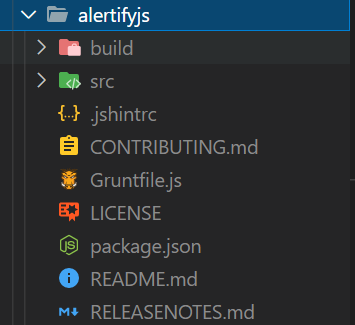 alertifyjs
build
src
.jshintrc
CONTRIBUTING.md
Gruntfile.js
LICENSE
package.json
README.md
RELEASENOTES.md